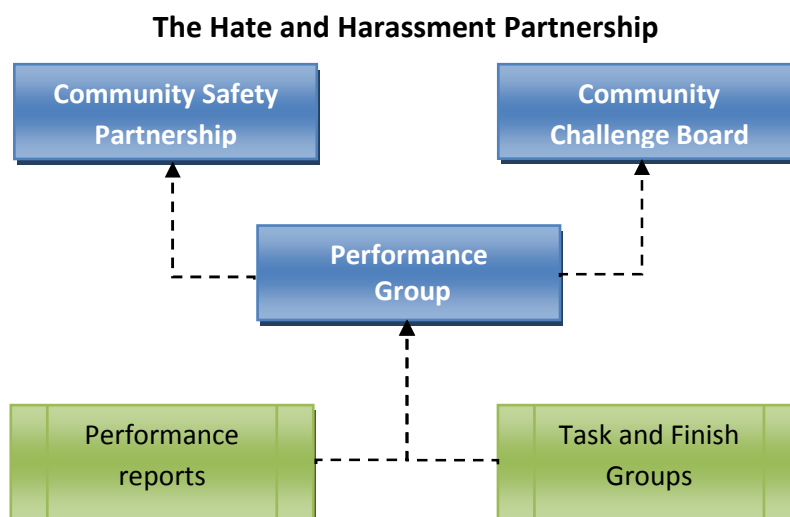 The Hate and Harassment Partnership
Community Safety
Partnership
Community
Challenge Board
Performance
Group
Performance
reports
Task and Finish
Groups